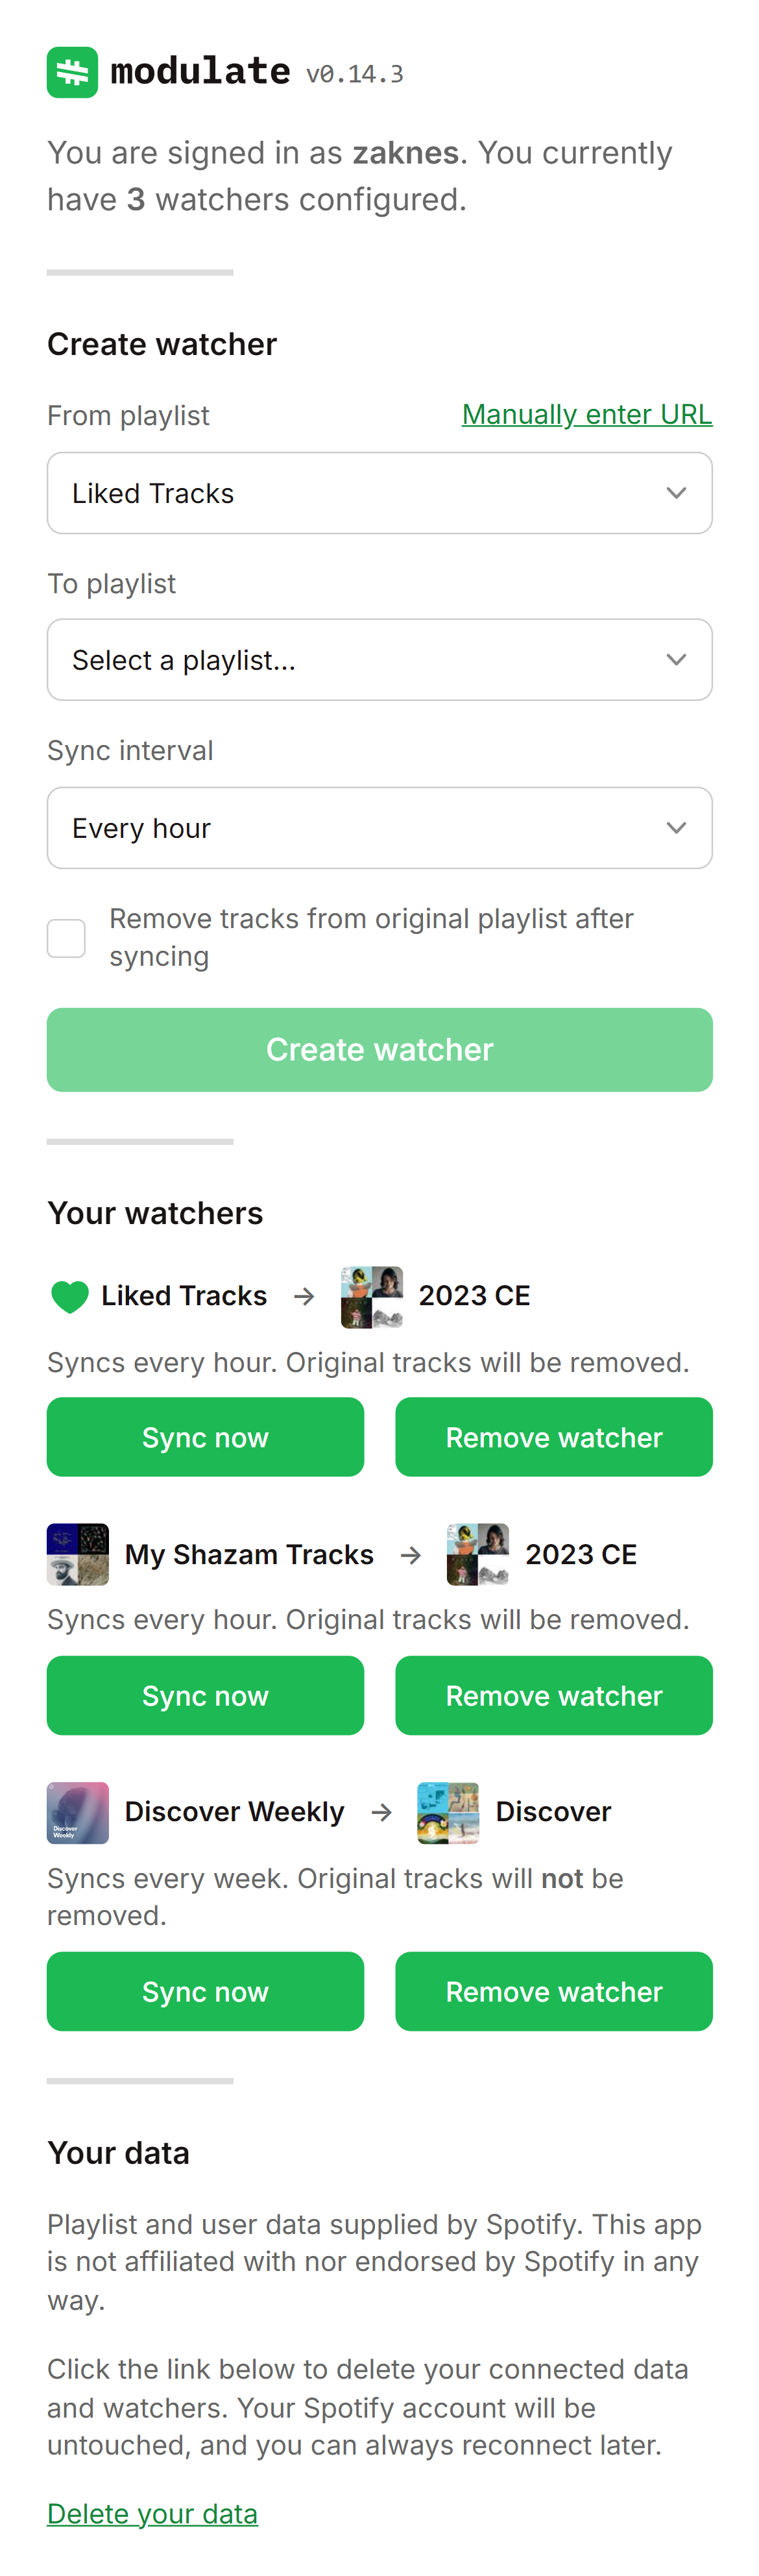 modulate v0.14.3
You are signed in as zaknes. You currently
have 3 watchers configured.
Create watcher
From playlist
Manually enter URL
Liked Tracks
To playlist
Select a playlist...
Sync interval
Every hour
Remove tracks from original playlist after
syncing
Create watcher
Your watchers
Liked Tracks → 2023 CE
Syncs every hour. Original tracks will be removed.
Sync now
Remove watcher
My Shazam Tracks → 2023 CE
Syncs every hour. Original tracks will be removed.
Sync now
Remove watcher
Discover
Weekly
Discover Weekly → Discover
Syncs every week. Original tracks will not be
removed.
Sync now
Remove watcher
Your data
Playlist and user data supplied by Spotify. This app
is not affiliated with nor endorsed by Spotify in any
way.
Click the link below to delete your connected data
and watchers. Your Spotify account will be
untouched, and you can always reconnect later.
Delete your data